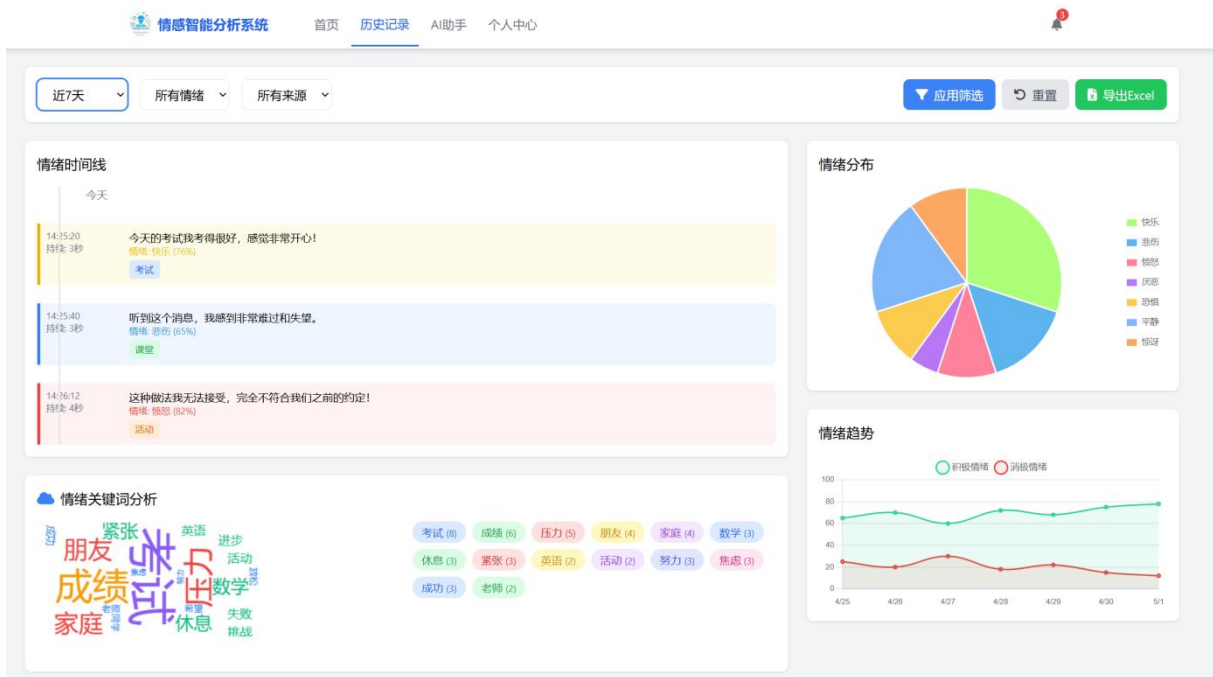 情感智能分析系统 首页 历史记录 AI助手 个人中心 3
近7天 所有情绪 所有来源 应用筛选 重置 导出Excel
情绪时间线
今天
14:25:20
持续: 3秒
今天的考试我考得很好，感觉非常开心！
情绪: 快乐 (76%)
考试
14:25:40
持续: 3秒
听到这个消息，我感到非常难过和失望。
情绪: 悲伤 (65%)
课堂
14:26:12
持续: 4秒
这种做法我无法接受，完全不符合我们之前的约定！
情绪: 愤怒 (82%)
活动
情绪分布
快乐
悲伤
愤怒
厌恶
恐惧
平静
惊讶
情绪关键词分析
成功
紧张
英语
进步
朋友
考试
压力
活动
成绩
焦虑
努力
数学
老师
希望
家庭
休息
失败
挑战
考试 (8) 成绩 (6) 压力 (5) 朋友 (4) 家庭 (4) 数学 (3)
休息 (3) 紧张 (3) 英语 (2) 活动 (2) 努力 (3) 焦虑 (3)
成功 (3) 老师 (2)
情绪趋势
积极情绪 消极情绪
100
80
60
40
20
0
4/25 4/26 4/27 4/28 4/29 4/30 5/1